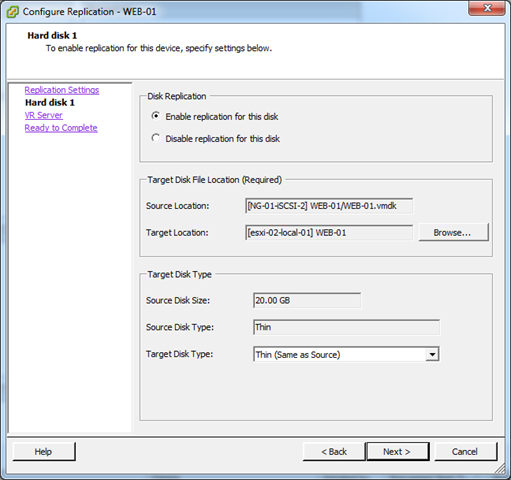 Configure Replication - WEB-01
Hard disk 1
To enable replication for this device, specify settings below.
Replication Settings
Hard disk 1
VR Server
Ready to Complete
Disk Replication
Enable replication for this disk
Disable replication for this disk
Target Disk File Location (Required)
Source Location: [NG-01-iSCSI-2] WEB-01/WEB-01.vmdk
Target Location: [esxi-02-local-01] WEB-01 Browse...
Target Disk Type
Source Disk Size: 20.00 GB
Source Disk Type: Thin
Target Disk Type: Thin (Same as Source)
Help < Back Next > Cancel